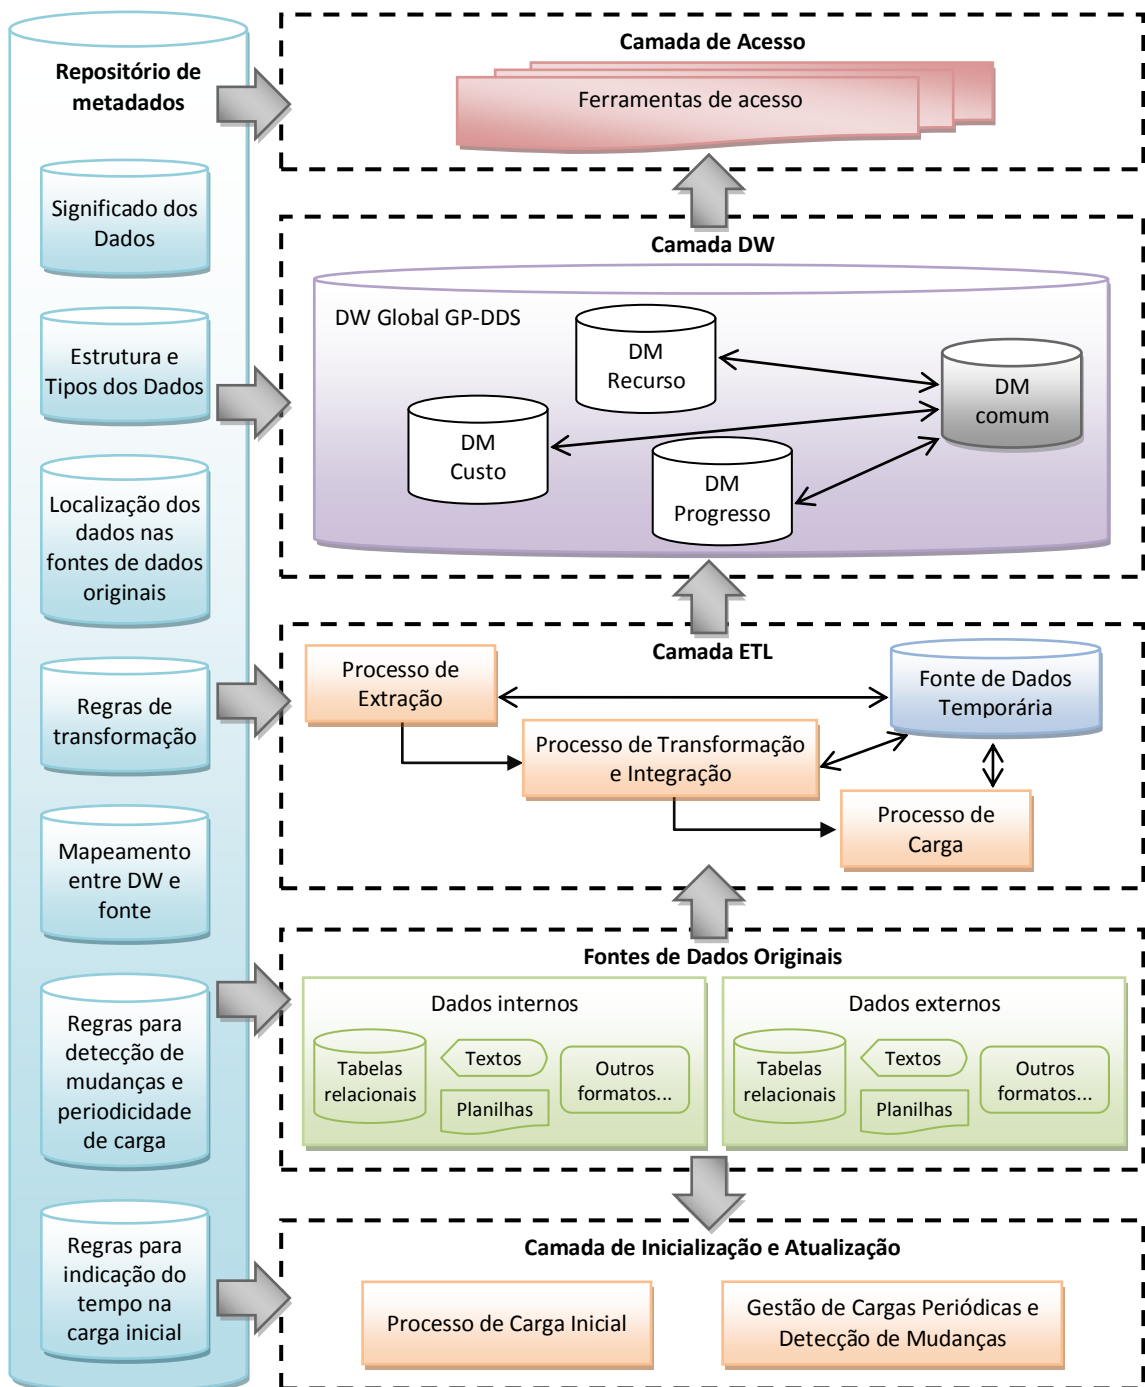 Repositório de
metadados
Significado dos
Dados
Estrutura e
Tipos dos Dados
Localização dos
dados nas
fontes de dados
originais
Regras de
transformação
Mapeamento
entre DW e
fonte
Regras para
detecção de
mudanças e
periodicidade
de carga
Regras para
indicação do
tempo na
carga inicial
Camada de Acesso
Ferramentas de acesso
Camada DW
DW Global GP-DDS
DM
Recurso
DM
comum
DM
Custo
DM
Progresso
Camada ETL
Processo de
Extração
Fonte de Dados
Temporária
Processo de Transformação
e Integração
Processo de
Carga
Fontes de Dados Originais
Dados internos
Tabelas
relacionais
Textos
Planilhas
Outros
formatos...
Dados externos
Tabelas
relacionais
Textos
Planilhas
Outros
formatos...
Camada de Inicialização e Atualização
Processo de Carga Inicial
Gestão de Cargas Periódicas e
Detecção de Mudanças